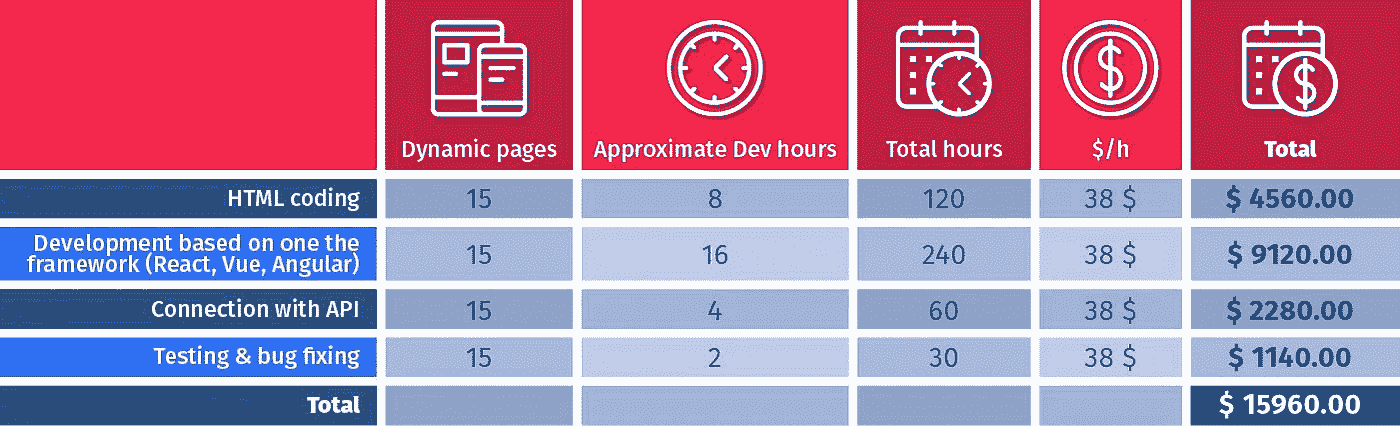 Dynamic pages Approximate Dev hours Total hours $/h Total
HTML coding 15 8 120 38 $ $ 4560.00
Development based on one the
framework (React, Vue, Angular) 15 16 240 38 $ $ 9120.00
Connection with API 15 4 60 38 $ $ 2280.00
Testing & bug fixing 15 2 30 38 $ $ 1140.00
Total $ 15960.00